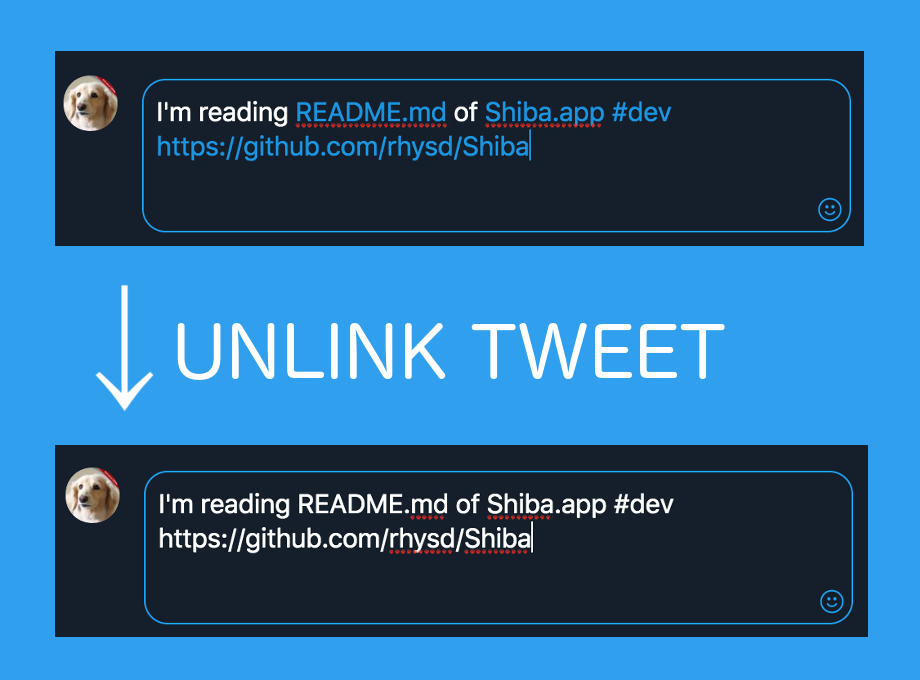 I'm reading README.md of Shiba.app #dev
https://github.com/rhysd/Shiba
UNLINK TWEET
I'm reading README.md of Shiba.app #dev
https://github.com/rhysd/Shiba